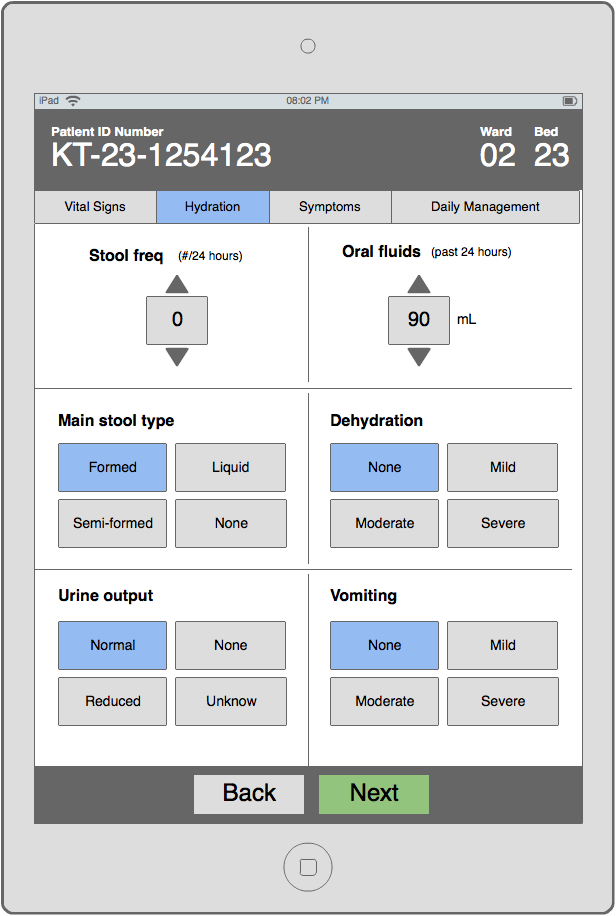 iPad 08:02 PM
Patient ID Number Ward Bed
KT-23-1254123 02 23
Vital Signs Hydration Symptoms Daily Management
Stool freq (#/24 hours)
0
Oral fluids (past 24 hours)
90 mL
Main stool type
Formed Liquid
Semi-formed None
Dehydration
None Mild
Moderate Severe
Urine output
Normal None
Reduced Unknow
Vomiting
None Mild
Moderate Severe
Back Next